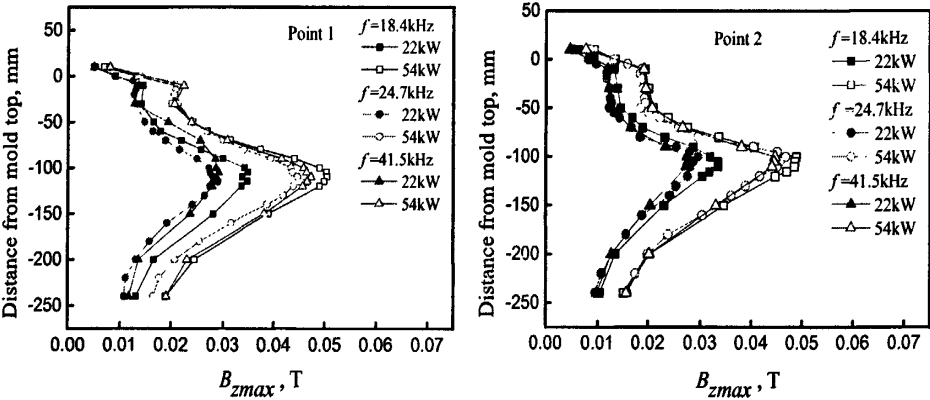 Point 1
f=18.4kHz
22kW
54kW
f=24.7kHz
22kW
54kW
f=41.5kHz
22kW
54kW
50
0
-50
-100
-150
-200
-250
0.00 0.01 0.02 0.03 0.04 0.05 0.06 0.07
Distance from mold top, mm
Bzmax, T
Point 2
f=18.4kHz
22kW
54kW
f=24.7kHz
22kW
54kW
f=41.5kHz
22kW
54kW
50
0
-50
-100
-150
-200
-250
0.00 0.01 0.02 0.03 0.04 0.05 0.06 0.07
Distance from mold top, mm
Bzmax, T